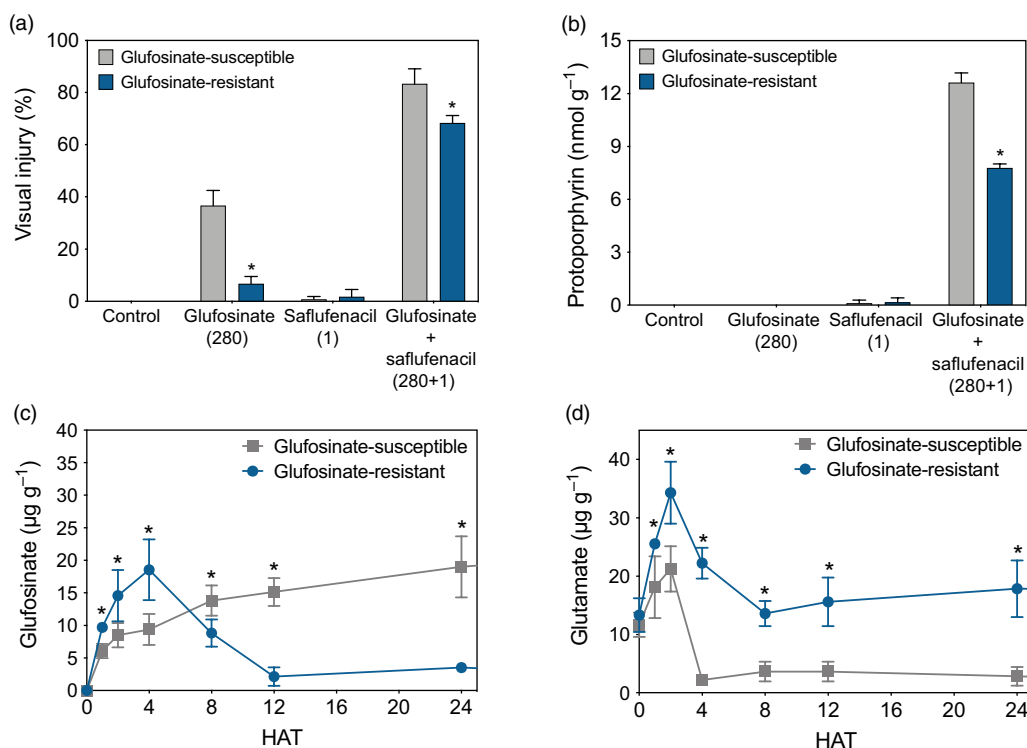 (a)
100
80
60
40
20
0
Visual injury (%)
Glufosinate-susceptible
Glufosinate-resistant
*
*
Control
Glufosinate
(280)
Saflufenacil
(1)
Glufosinate
+
saflufenacil
(280+1)
(b)
15
12
9
6
3
0
Protoporphyrin (nmol g⁻¹)
Glufosinate-susceptible
Glufosinate-resistant
*
Control
Glufosinate
(280)
Saflufenacil
(1)
Glufosinate
+
saflufenacil
(280+1)
(c)
40
35
30
25
20
15
10
5
0
Glufosinate (µg g⁻¹)
Glufosinate-susceptible
Glufosinate-resistant
* * * * * *
0 4 8 12 16 20 24
HAT
(d)
40
30
20
10
0
Glutamate (µg g⁻¹)
Glufosinate-susceptible
Glufosinate-resistant
* * * * * *
0 4 8 12 16 20 24
HAT